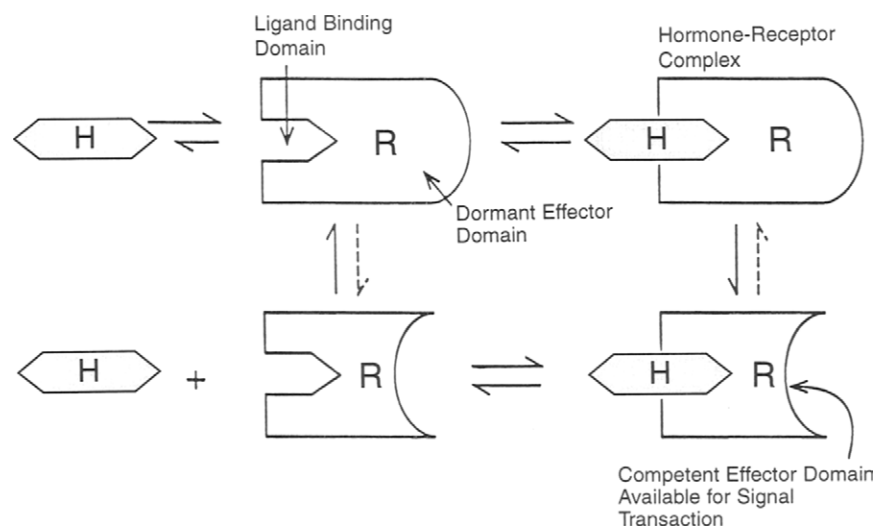 Ligand Binding
Domain
Hormone-Receptor
Complex
H
R
H
R
Dormant Effector
Domain
H
+
R
H
R
Competent Effector Domain
Available for Signal
Transaction